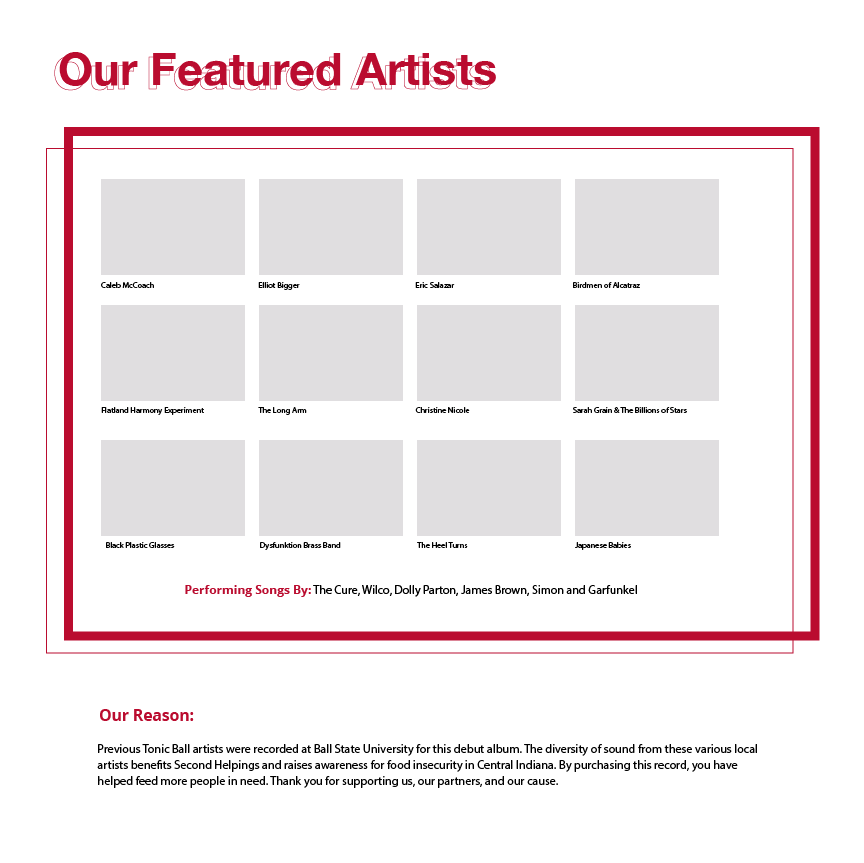 Our Featured Artists
Caleb McCoach
Elliot Bigger
Eric Salazar
Birdmen of Alcatraz
Flatland Harmony Experiment
The Long Arm
Christine Nicole
Sarah Grain & The Billions of Stars
Black Plastic Glasses
Dysfunktion Brass Band
The Heel Turns
Japanese Babies
Performing Songs By: The Cure, Wilco, Dolly Parton, James Brown, Simon and Garfunkel
Our Reason:
Previous Tonic Ball artists were recorded at Ball State University for this debut album. The diversity of sound from these various local
artists benefits Second Helpings and raises awareness for food insecurity in Central Indiana. By purchasing this record, you have
helped feed more people in need. Thank you for supporting us, our partners, and our cause.